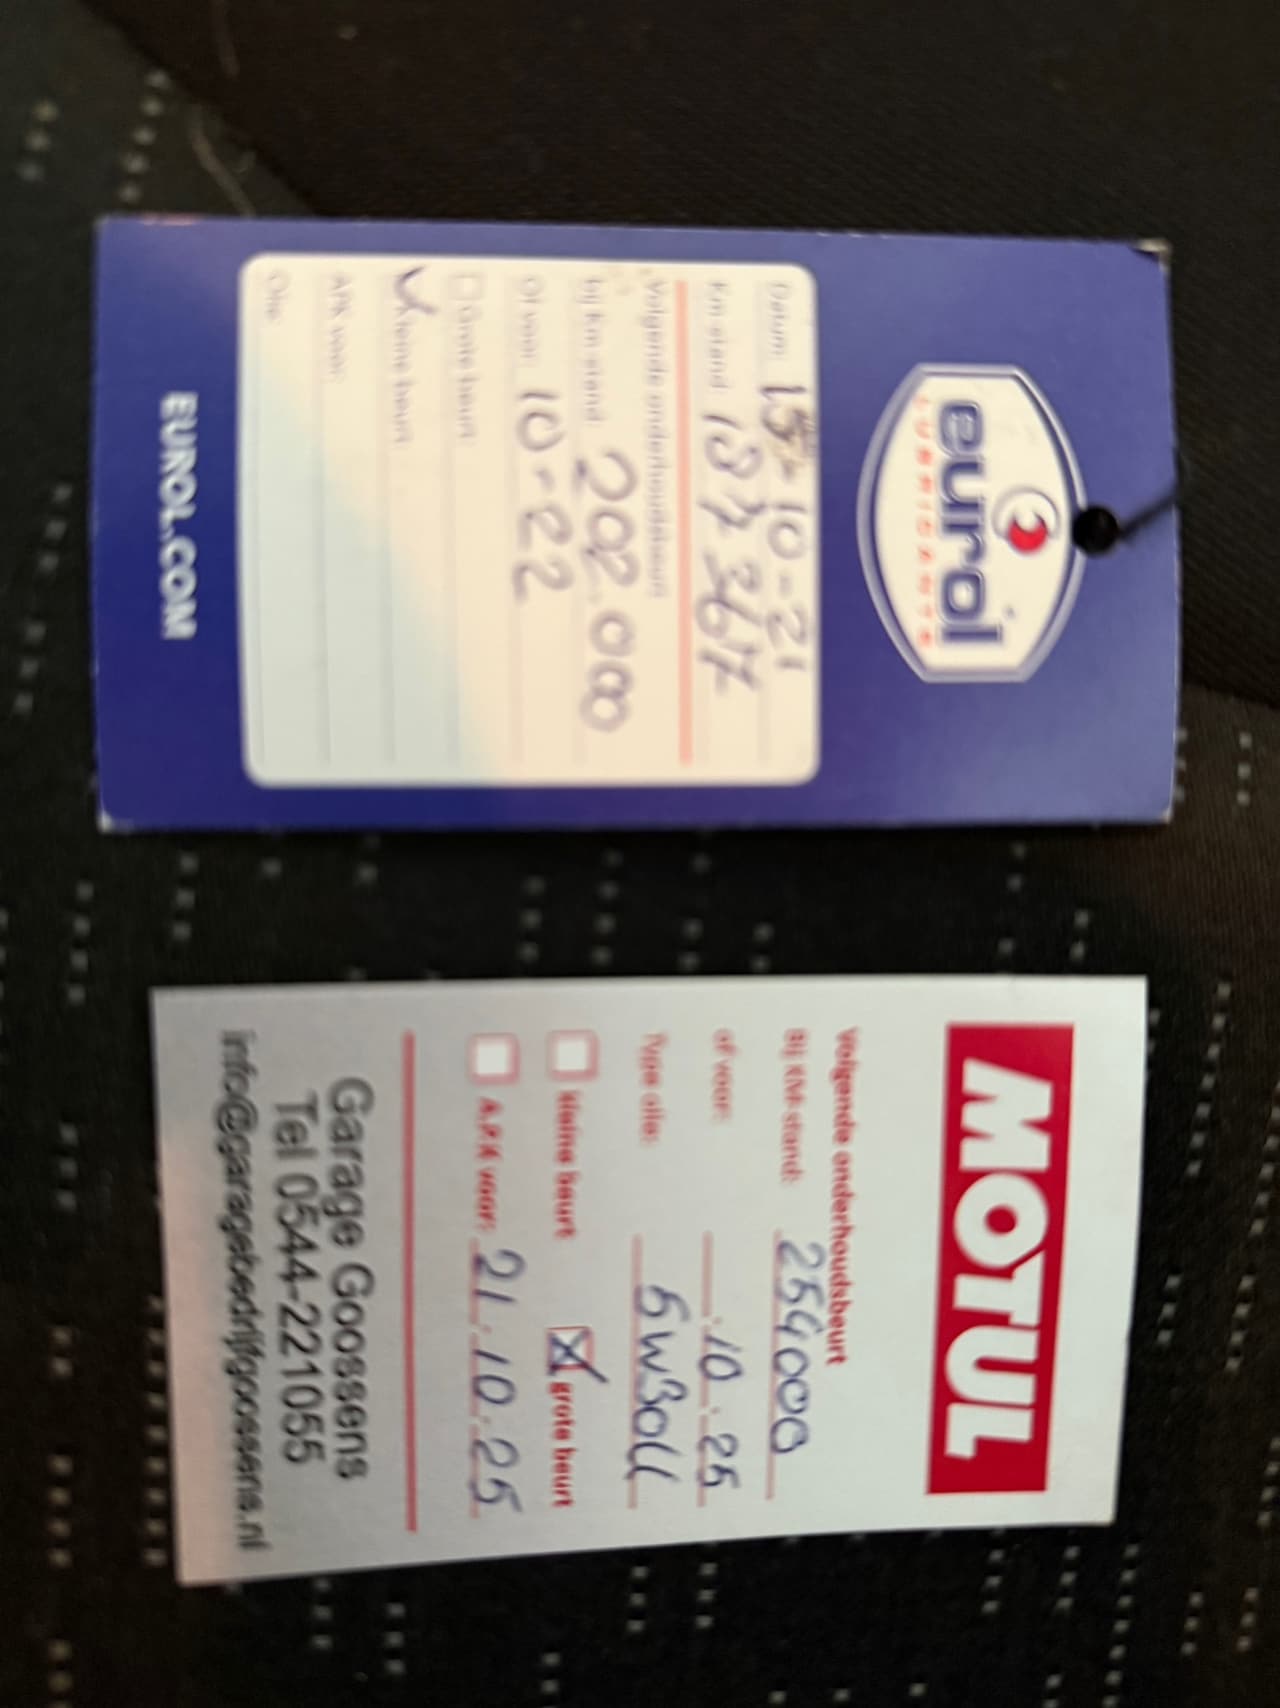 eurol
LUBRICANTS
Datum: 15-10-21
Km stand: 187 367
Volgende onderhoudsbeurt
bij Km stand: 202.000
Of voor: 10-22
Grote beurt
Kleine beurt
APK voor:
Olie:
EUROL.COM
MOTUL
Volgende onderhoudsbeurt
Bij KM-stand: 254000
of voor: .10.25
Type olie: 5W30LL
kleine beurt grote beurt
A.P.K voor: 21.10.25
Garage Goossens
Tel 0544-221055
info@garagebedrijfgoossens.nl